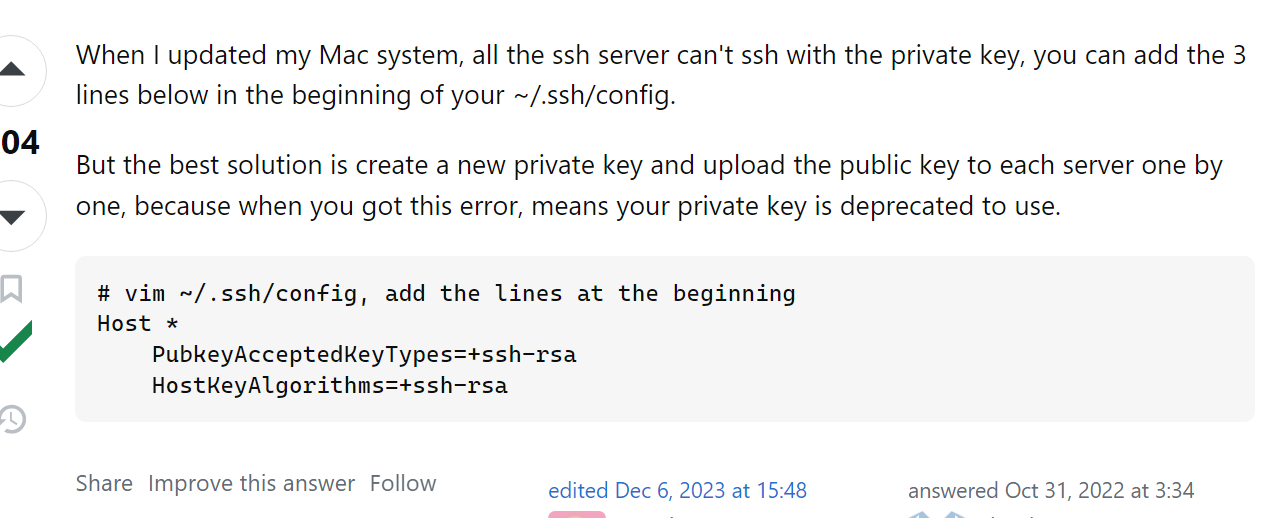 When I updated my Mac system, all the ssh server can't ssh with the private key, you can add the 3
lines below in the beginning of your ~/.ssh/config.
04
But the best solution is create a new private key and upload the public key to each server one by
one, because when you got this error, means your private key is deprecated to use.
# vim ~/.ssh/config, add the lines at the beginning
Host *
    PubkeyAcceptedKeyTypes=+ssh-rsa
    HostKeyAlgorithms=+ssh-rsa
Share Improve this answer Follow
edited Dec 6, 2023 at 15:48
answered Oct 31, 2022 at 3:34